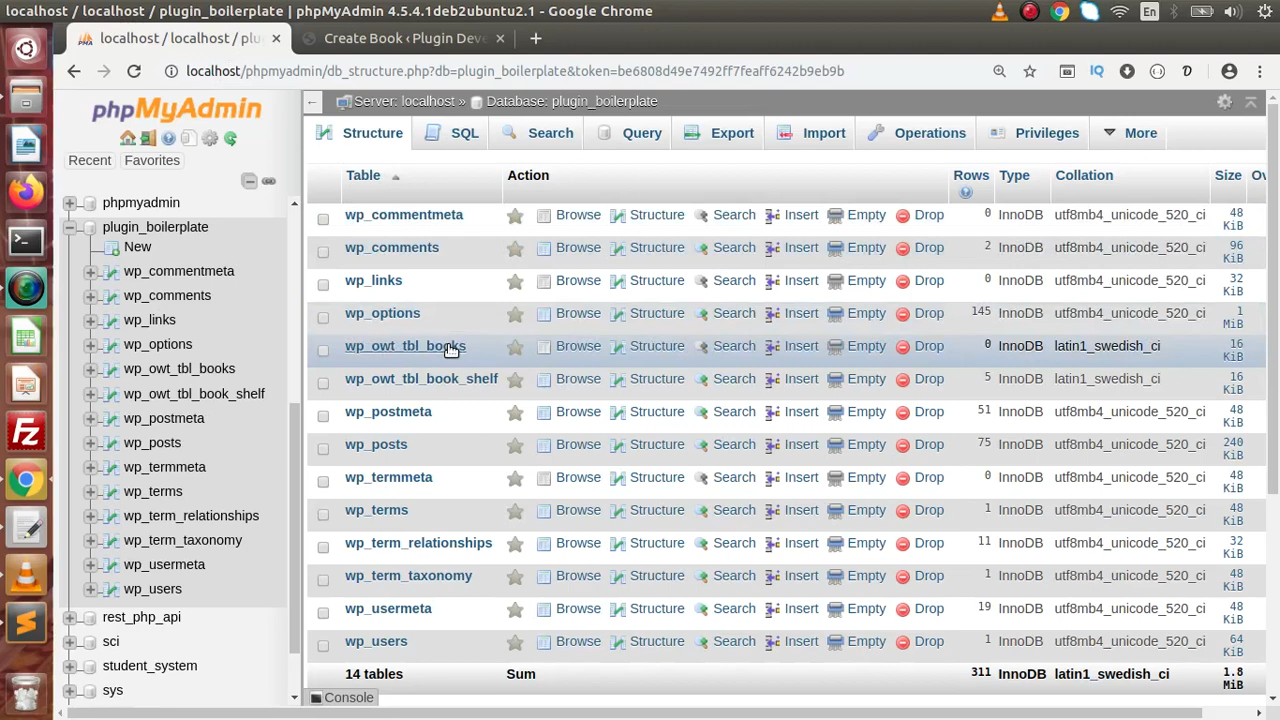 localhost / localhost / plugin_boilerplate | phpMyAdmin 4.5.4.1deb2ubuntu2.1 - Google Chrome
En
localhost / localhost / plu
Create Book ‹ Plugin Deve
localhost/phpmyadmin/db_structure.php?db=plugin_boilerplate&token=be6808d49e7492ff7feaff6242b9eb9b
phpMyAdmin
Recent Favorites
phpmyadmin
plugin_boilerplate
New
wp_commentmeta
wp_comments
wp_links
wp_options
wp_owt_tbl_books
wp_owt_tbl_book_shelf
wp_postmeta
wp_posts
wp_termmeta
wp_terms
wp_term_relationships
wp_term_taxonomy
wp_usermeta
wp_users
rest_php_api
sci
student_system
sys
Server: localhost » Database: plugin_boilerplate
Structure SQL Search Query Export Import Operations Privileges More
Table Action Rows Type Collation Size Ov
wp_commentmeta Browse Structure Search Insert Empty Drop 0 InnoDB utf8mb4_unicode_520_ci 48 KiB
wp_comments Browse Structure Search Insert Empty Drop 2 InnoDB utf8mb4_unicode_520_ci 96 KiB
wp_links Browse Structure Search Insert Empty Drop 0 InnoDB utf8mb4_unicode_520_ci 32 KiB
wp_options Browse Structure Search Insert Empty Drop 145 InnoDB utf8mb4_unicode_520_ci 1 MiB
wp_owt_tbl_books Browse Structure Search Insert Empty Drop 0 InnoDB latin1_swedish_ci 16 KiB
wp_owt_tbl_book_shelf Browse Structure Search Insert Empty Drop 5 InnoDB latin1_swedish_ci 16 KiB
wp_postmeta Browse Structure Search Insert Empty Drop 51 InnoDB utf8mb4_unicode_520_ci 48 KiB
wp_posts Browse Structure Search Insert Empty Drop 75 InnoDB utf8mb4_unicode_520_ci 240 KiB
wp_termmeta Browse Structure Search Insert Empty Drop 0 InnoDB utf8mb4_unicode_520_ci 48 KiB
wp_terms Browse Structure Search Insert Empty Drop 1 InnoDB utf8mb4_unicode_520_ci 48 KiB
wp_term_relationships Browse Structure Search Insert Empty Drop 11 InnoDB utf8mb4_unicode_520_ci 32 KiB
wp_term_taxonomy Browse Structure Search Insert Empty Drop 1 InnoDB utf8mb4_unicode_520_ci 48 KiB
wp_usermeta Browse Structure Search Insert Empty Drop 19 InnoDB utf8mb4_unicode_520_ci 48 KiB
wp_users Browse Structure Search Insert Empty Drop 1 InnoDB utf8mb4_unicode_520_ci 64 KiB
14 tables Sum 311 InnoDB latin1_swedish_ci 1.8 MiB
Console